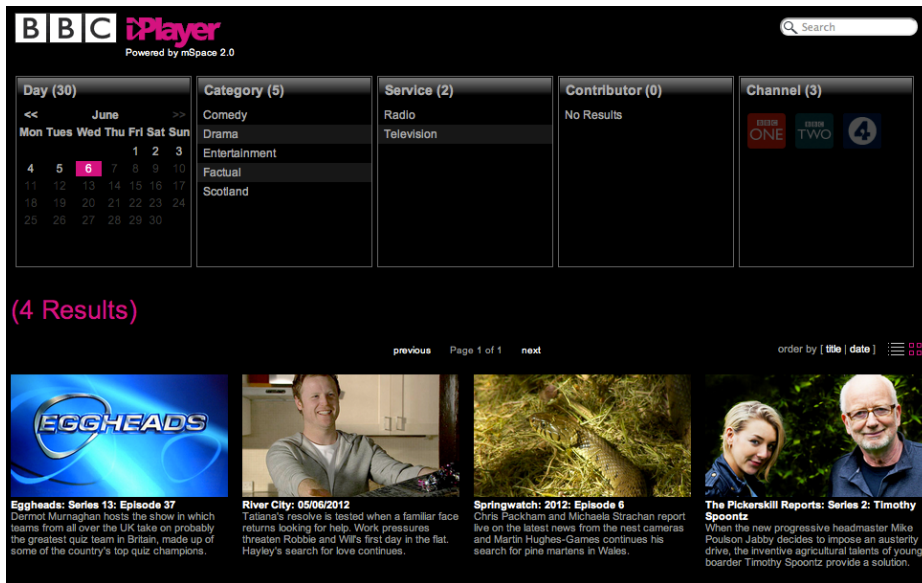 BBC iPlayer
Powered by mSpace 2.0
Search
Day (30)
<< June >>
Mon Tues Wed Thu Fri Sat Sun
1 2 3
4 5 6 7 8 9 10
11 12 13 14 15 16 17
18 19 20 21 22 23 24
25 26 27 28 29 30
Category (5)
Comedy
Drama
Entertainment
Factual
Scotland
Service (2)
Radio
Television
Contributor (0)
No Results
Channel (3)
BBC ONE
BBC TWO
4
(4 Results)
previous Page 1 of 1 next
order by [ title | date ]
EGGHEADS
Eggheads: Series 13: Episode 37
Dermot Murnaghan hosts the show in which
teams from all over the UK take on probably
the greatest quiz team in Britain, made up of
some of the country's top quiz champions.
River City: 05/06/2012
Tatiana's resolve is tested when a familiar face
returns looking for help. Work pressures
threaten Robbie and Will's first day in the flat.
Hayley's search for love continues.
Springwatch: 2012: Episode 6
Chris Packham and Michaela Strachan report
live on the latest news from the nest cameras
and Martin Hughes-Games continues his
search for pine martens in Wales.
The Pickerskill Reports: Series 2: Timothy
Spoontz
When the new progressive headmaster Mike
Poulson Jabby decides to impose an austerity
drive, the inventive agricultural talents of young
boarder Timothy Spoontz provide a solution.